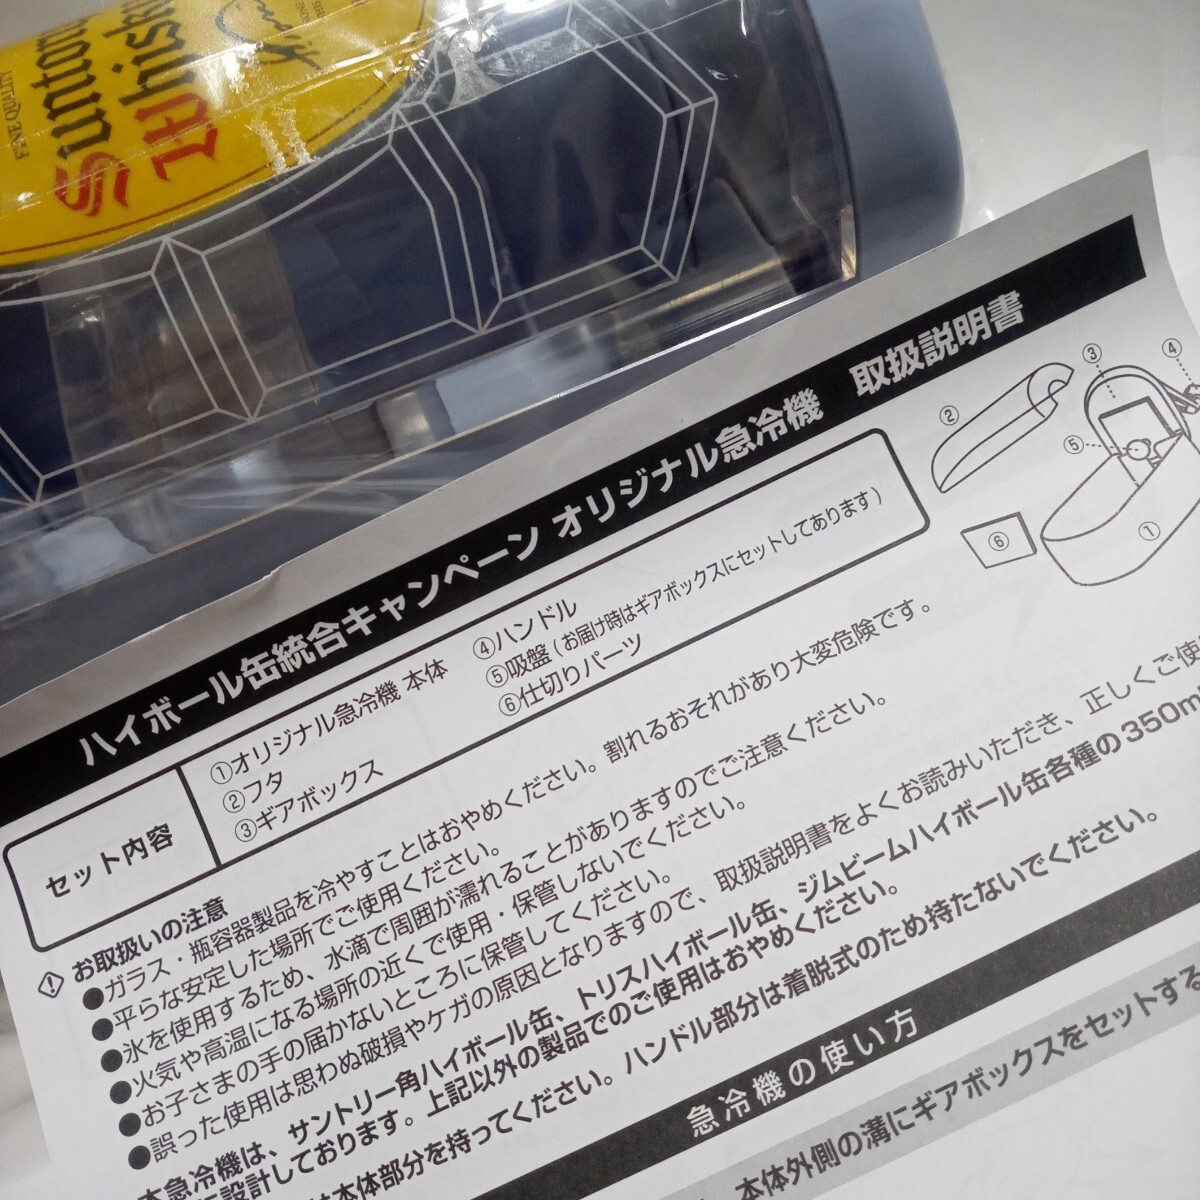 FINE QUALITY
Suntory
Whisky
ハイボール缶統合キャンペーン オリジナル急冷機 取扱説明書
セット内容
①オリジナル急冷機 本体
②フタ
③ギアボックス
④ハンドル
⑤吸盤(お届け時はギアボックスにセットしてあります)
⑥仕切りパーツ
②
③
④
⑤
⑥
①
お取扱いの注意
●ガラス・瓶容器製品を冷やすことはおやめください。割れるおそれがあり大変危険です。
●平らな安定した場所でご使用ください。
●氷を使用するため、水滴で周囲が濡れることがありますのでご注意ください。
●火気や高温になる場所の近くで使用・保管しないでください。
●お子さまの手の届かないところに保管してください。
●誤った使用は思わぬ破損やケガの原因となりますので、取扱説明書をよくお読みいただき、正しくご使
本急冷機は、サントリー角ハイボール缶、トリスハイボール缶、ジムビームハイボール缶各種の350m
に設計しております。上記以外の製品でのご使用はおやめください。
は本体部分を持ってください。ハンドル部分は着脱式のため持たないでください。
急冷機の使い方
本体外側の溝にギアボックスをセットする